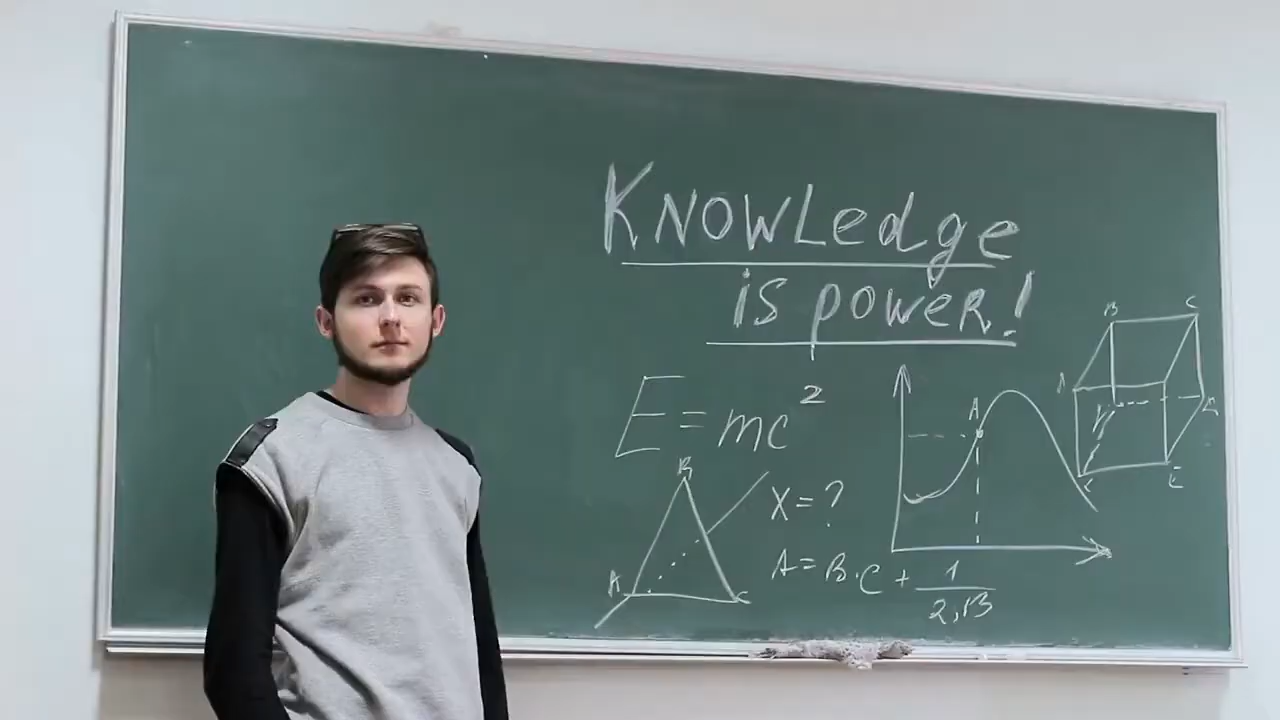 Knowledge
is power!
E = mc²
B
A
C
X = ?
A = B · C + 1/2,13
A
B
C
E